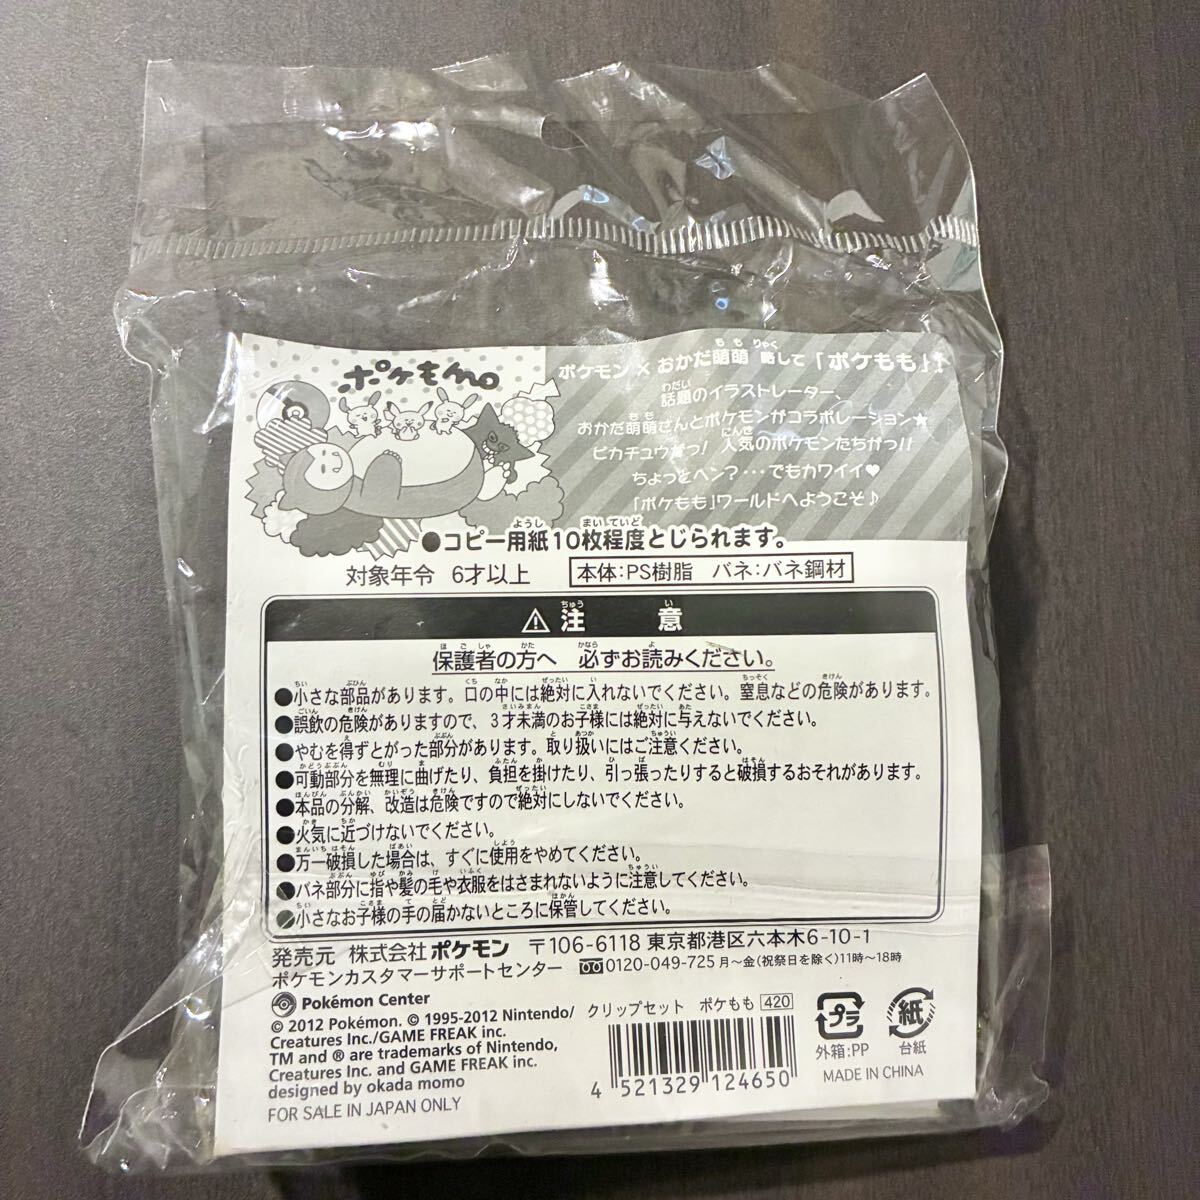 ポケもmo
ポケモン×おかだ萌萌 略して「ポケもも」!
話題のイラストレーター、
おかだ萌萌さんとポケモンがコラボレーション★
ピカチュウがっ! 人気のポケモンたちがっ!!
ちょっとヘン?・・・でもカワイイ♥
「ポケもも」ワールドへようこそ♪
●コピー用紙10枚程度とじられます。
対象年令 6才以上 本体:PS樹脂 バネ:バネ鋼材
⚠注意
保護者の方へ 必ずお読みください。
●小さな部品があります。口の中には絶対に入れないでください。窒息などの危険があります。
●誤飲の危険がありますので、3才未満のお子様には絶対に与えないでください。
●やむを得ずとがった部分があります。取り扱いにはご注意ください。
●可動部分を無理に曲げたり、負担を掛けたり、引っ張ったりすると破損するおそれがあります。
●本品の分解、改造は危険ですので絶対にしないでください。
●火気に近づけないでください。
●万一破損した場合は、すぐに使用をやめてください。
●バネ部分に指や髪の毛や衣服をはさまれないように注意してください。
●小さなお子様の手の届かないところに保管してください。
発売元 株式会社ポケモン 〒106-6118 東京都港区六本木6-10-1
ポケモンカスタマーサポートセンター 0120-049-725 月〜金(祝祭日を除く)11時〜18時
Pokémon Center
© 2012 Pokémon. © 1995-2012 Nintendo/
Creatures Inc./GAME FREAK inc.
TM and ® are trademarks of Nintendo,
Creatures Inc. and GAME FREAK inc.
designed by okada momo
FOR SALE IN JAPAN ONLY
クリップセット ポケもも 420
4 521329 124650
プラ
外箱:PP
紙
台紙
MADE IN CHINA